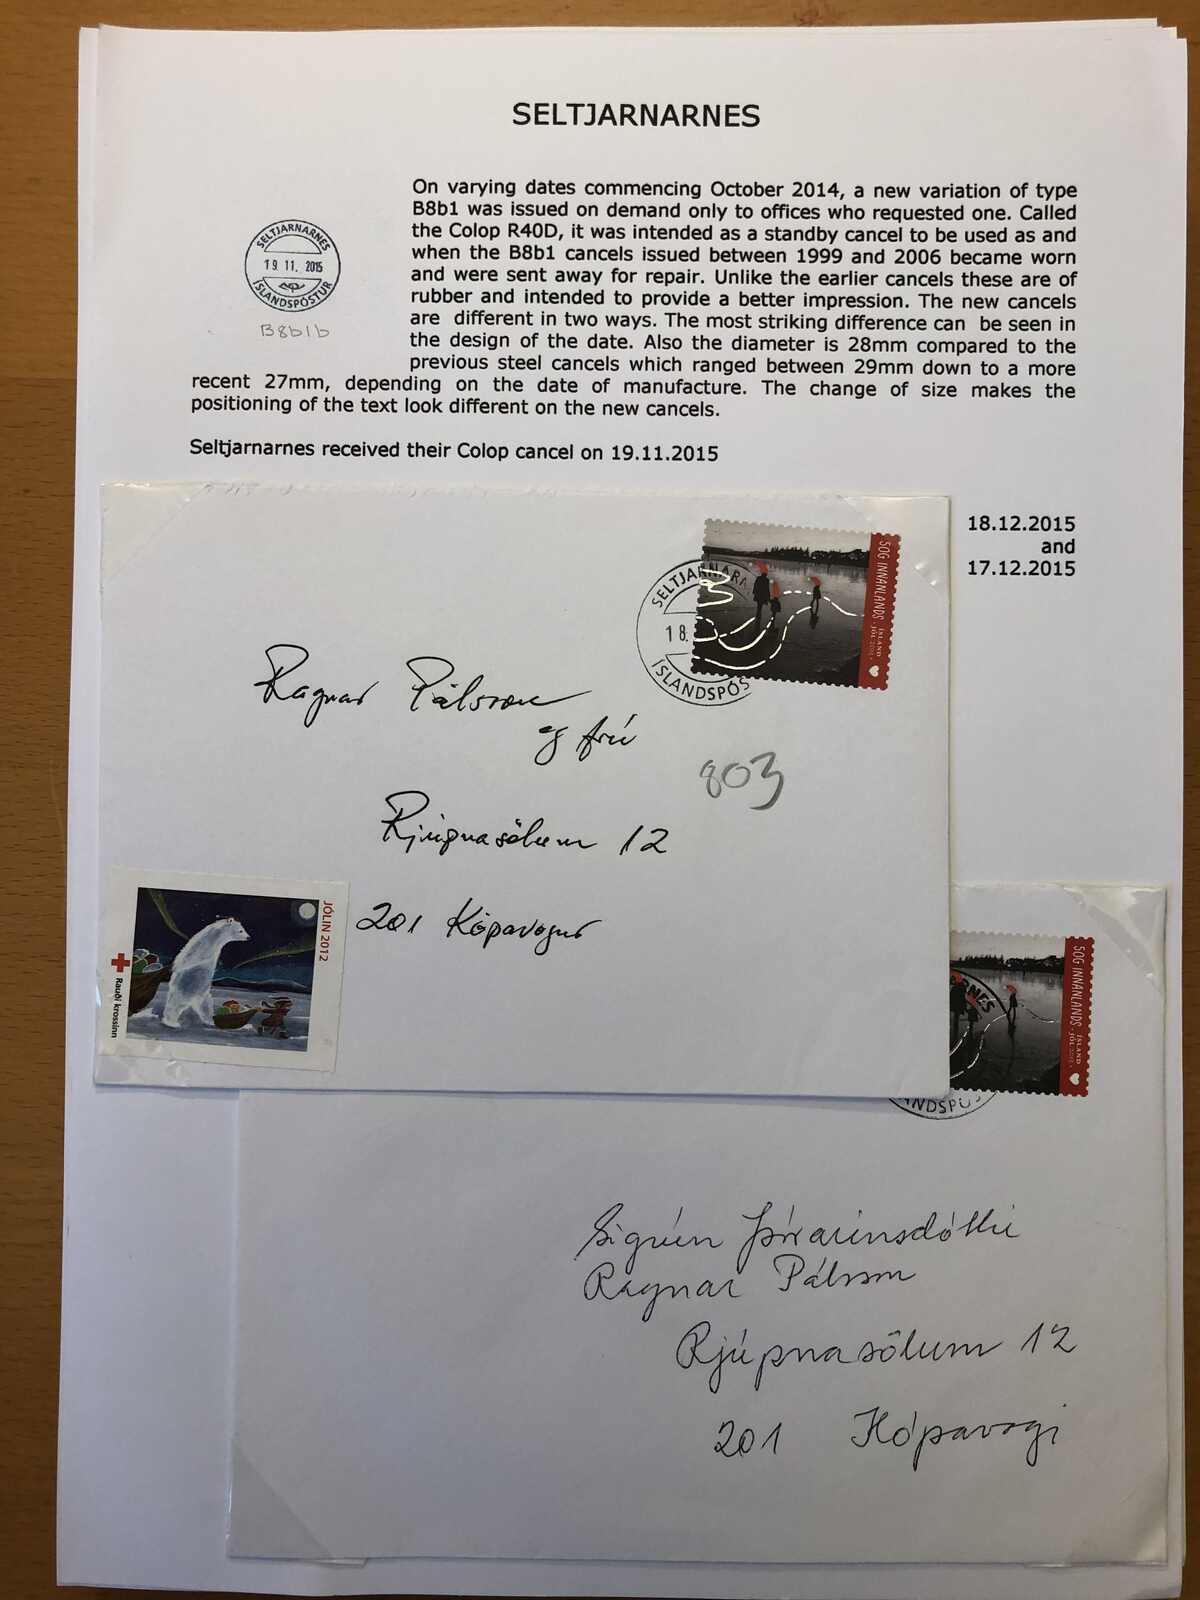 SELTJARNARNES
On varying dates commencing October 2014, a new variation of type
B8b1 was issued on demand only to offices who requested one. Called
the Colop R40D, it was intended as a standby cancel to be used as and
when the B8b1 cancels issued between 1999 and 2006 became worn
and were sent away for repair. Unlike the earlier cancels these are of
rubber and intended to provide a better impression. The new cancels
are different in two ways. The most striking difference can be seen in
the design of the date. Also the diameter is 28mm compared to the
previous steel cancels which ranged between 29mm down to a more
recent 27mm, depending on the date of manufacture. The change of size makes the
positioning of the text look different on the new cancels.
SELTJARNARNES
19. 11. 2015
ÍSLANDSPÓSTUR
B8b1b
Seltjarnarnes received their Colop cancel on 19.11.2015
18.12.2015
and
17.12.2015
SELTJARNAR
18.
ÍSLANDSPÓS
50G INNANLANDS
ÍSLAND
Ragnar Pálsson
og frú
803
Rjúpnasölum 12
201 Kópavogur
JÓLIN 2012
Rauði krossinn
50G INNANLANDS
ÍSLAND
ARNES
LANDSPÓS
Sigrún Þórarinsdóttir
Ragnar Pálsson
Rjúpnasölum 12
201 Kópavogi